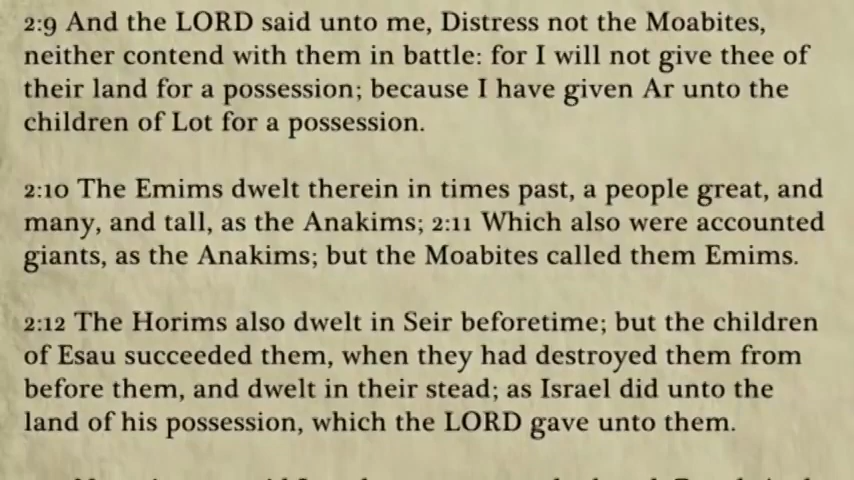 2:9 And the LORD said unto me, Distress not the Moabites,
neither contend with them in battle: for I will not give thee of
their land for a possession; because I have given Ar unto the
children of Lot for a possession.
2:10 The Emims dwelt therein in times past, a people great, and
many, and tall, as the Anakims; 2:11 Which also were accounted
giants, as the Anakims; but the Moabites called them Emims.
2:12 The Horims also dwelt in Seir beforetime; but the children
of Esau succeeded them, when they had destroyed them from
before them, and dwelt in their stead; as Israel did unto the
land of his possession, which the LORD gave unto them.